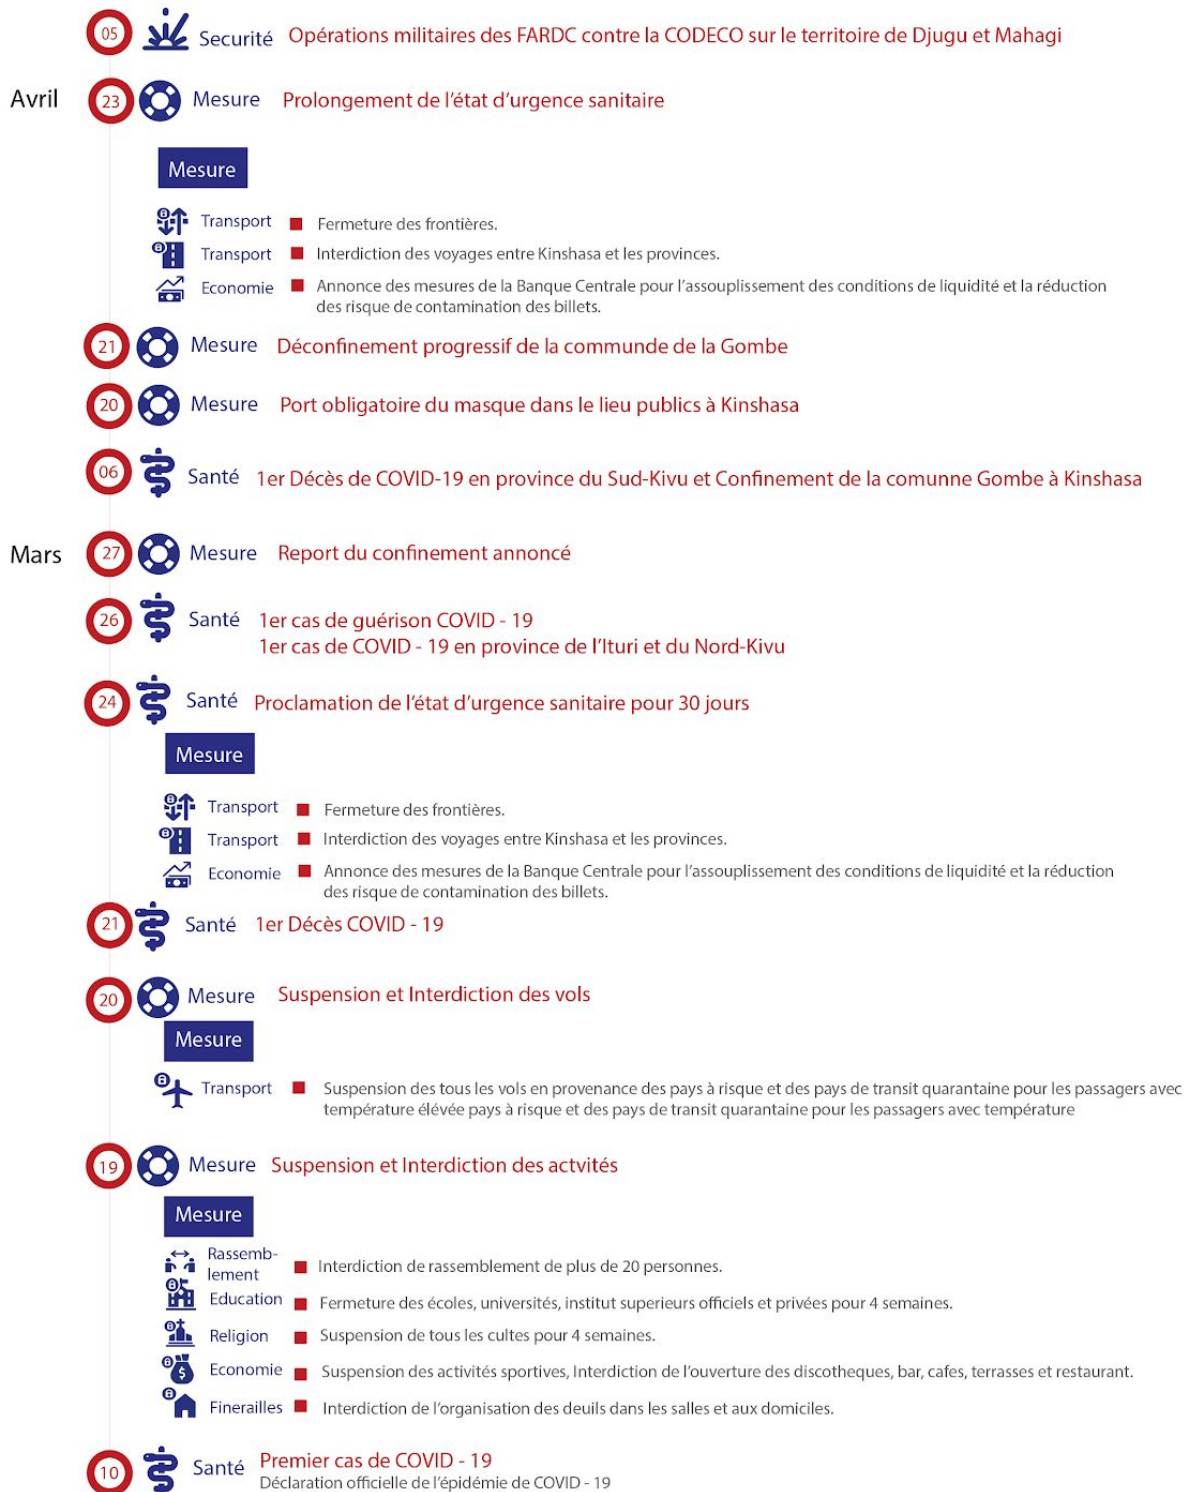 05 Securité Opérations militaires des FARDC contre la CODECO sur le territoire de Djugu et Mahagi
Avril 23 Mesure Prolongement de l’état d’urgence sanitaire
Mesure
Transport Fermeture des frontières.
Transport Interdiction des voyages entre Kinshasa et les provinces.
Economie Annonce des mesures de la Banque Centrale pour l’assouplissement des conditions de liquidité et la réduction
des risque de contamination des billets.
21 Mesure Déconfinement progressif de la communde de la Gombe
20 Mesure Port obligatoire du masque dans le lieu publics à Kinshasa
06 Santé 1er Décès de COVID-19 en province du Sud-Kivu et Confinement de la comunne Gombe à Kinshasa
Mars 27 Mesure Report du confinement annoncé
26 Santé 1er cas de guérison COVID - 19
1er cas de COVID - 19 en province de l’Ituri et du Nord-Kivu
24 Santé Proclamation de l’état d’urgence sanitaire pour 30 jours
Mesure
Transport Fermeture des frontières.
Transport Interdiction des voyages entre Kinshasa et les provinces.
Economie Annonce des mesures de la Banque Centrale pour l’assouplissement des conditions de liquidité et la réduction
des risque de contamination des billets.
21 Santé 1er Décès COVID - 19
20 Mesure Suspension et Interdiction des vols
Mesure
Transport Suspension des tous les vols en provenance des pays à risque et des pays de transit quarantaine pour les passagers avec
température élévée pays à risque et des pays de transit quarantaine pour les passagers avec température
19 Mesure Suspension et Interdiction des actvités
Mesure
Rassemb-
lement Interdiction de rassemblement de plus de 20 personnes.
Education Fermeture des écoles, universités, institut superieurs officiels et privées pour 4 semaines.
Religion Suspension de tous les cultes pour 4 semaines.
Economie Suspension des activités sportives, Interdiction de l’ouverture des discotheques, bar, cafes, terrasses et restaurant.
Finerailles Interdiction de l’organisation des deuils dans les salles et aux domiciles.
10 Santé Premier cas de COVID - 19
Déclaration officielle de l’épidémie de COVID - 19